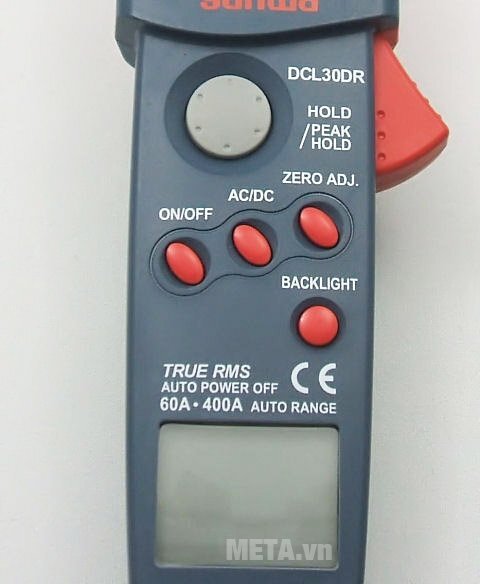 sanwa
DCL30DR
HOLD
/PEAK
HOLD
ZERO ADJ.
AC/DC
ON/OFF
BACKLIGHT
TRUE RMS
AUTO POWER OFF
CE
60A • 400A AUTO RANGE
META.vn